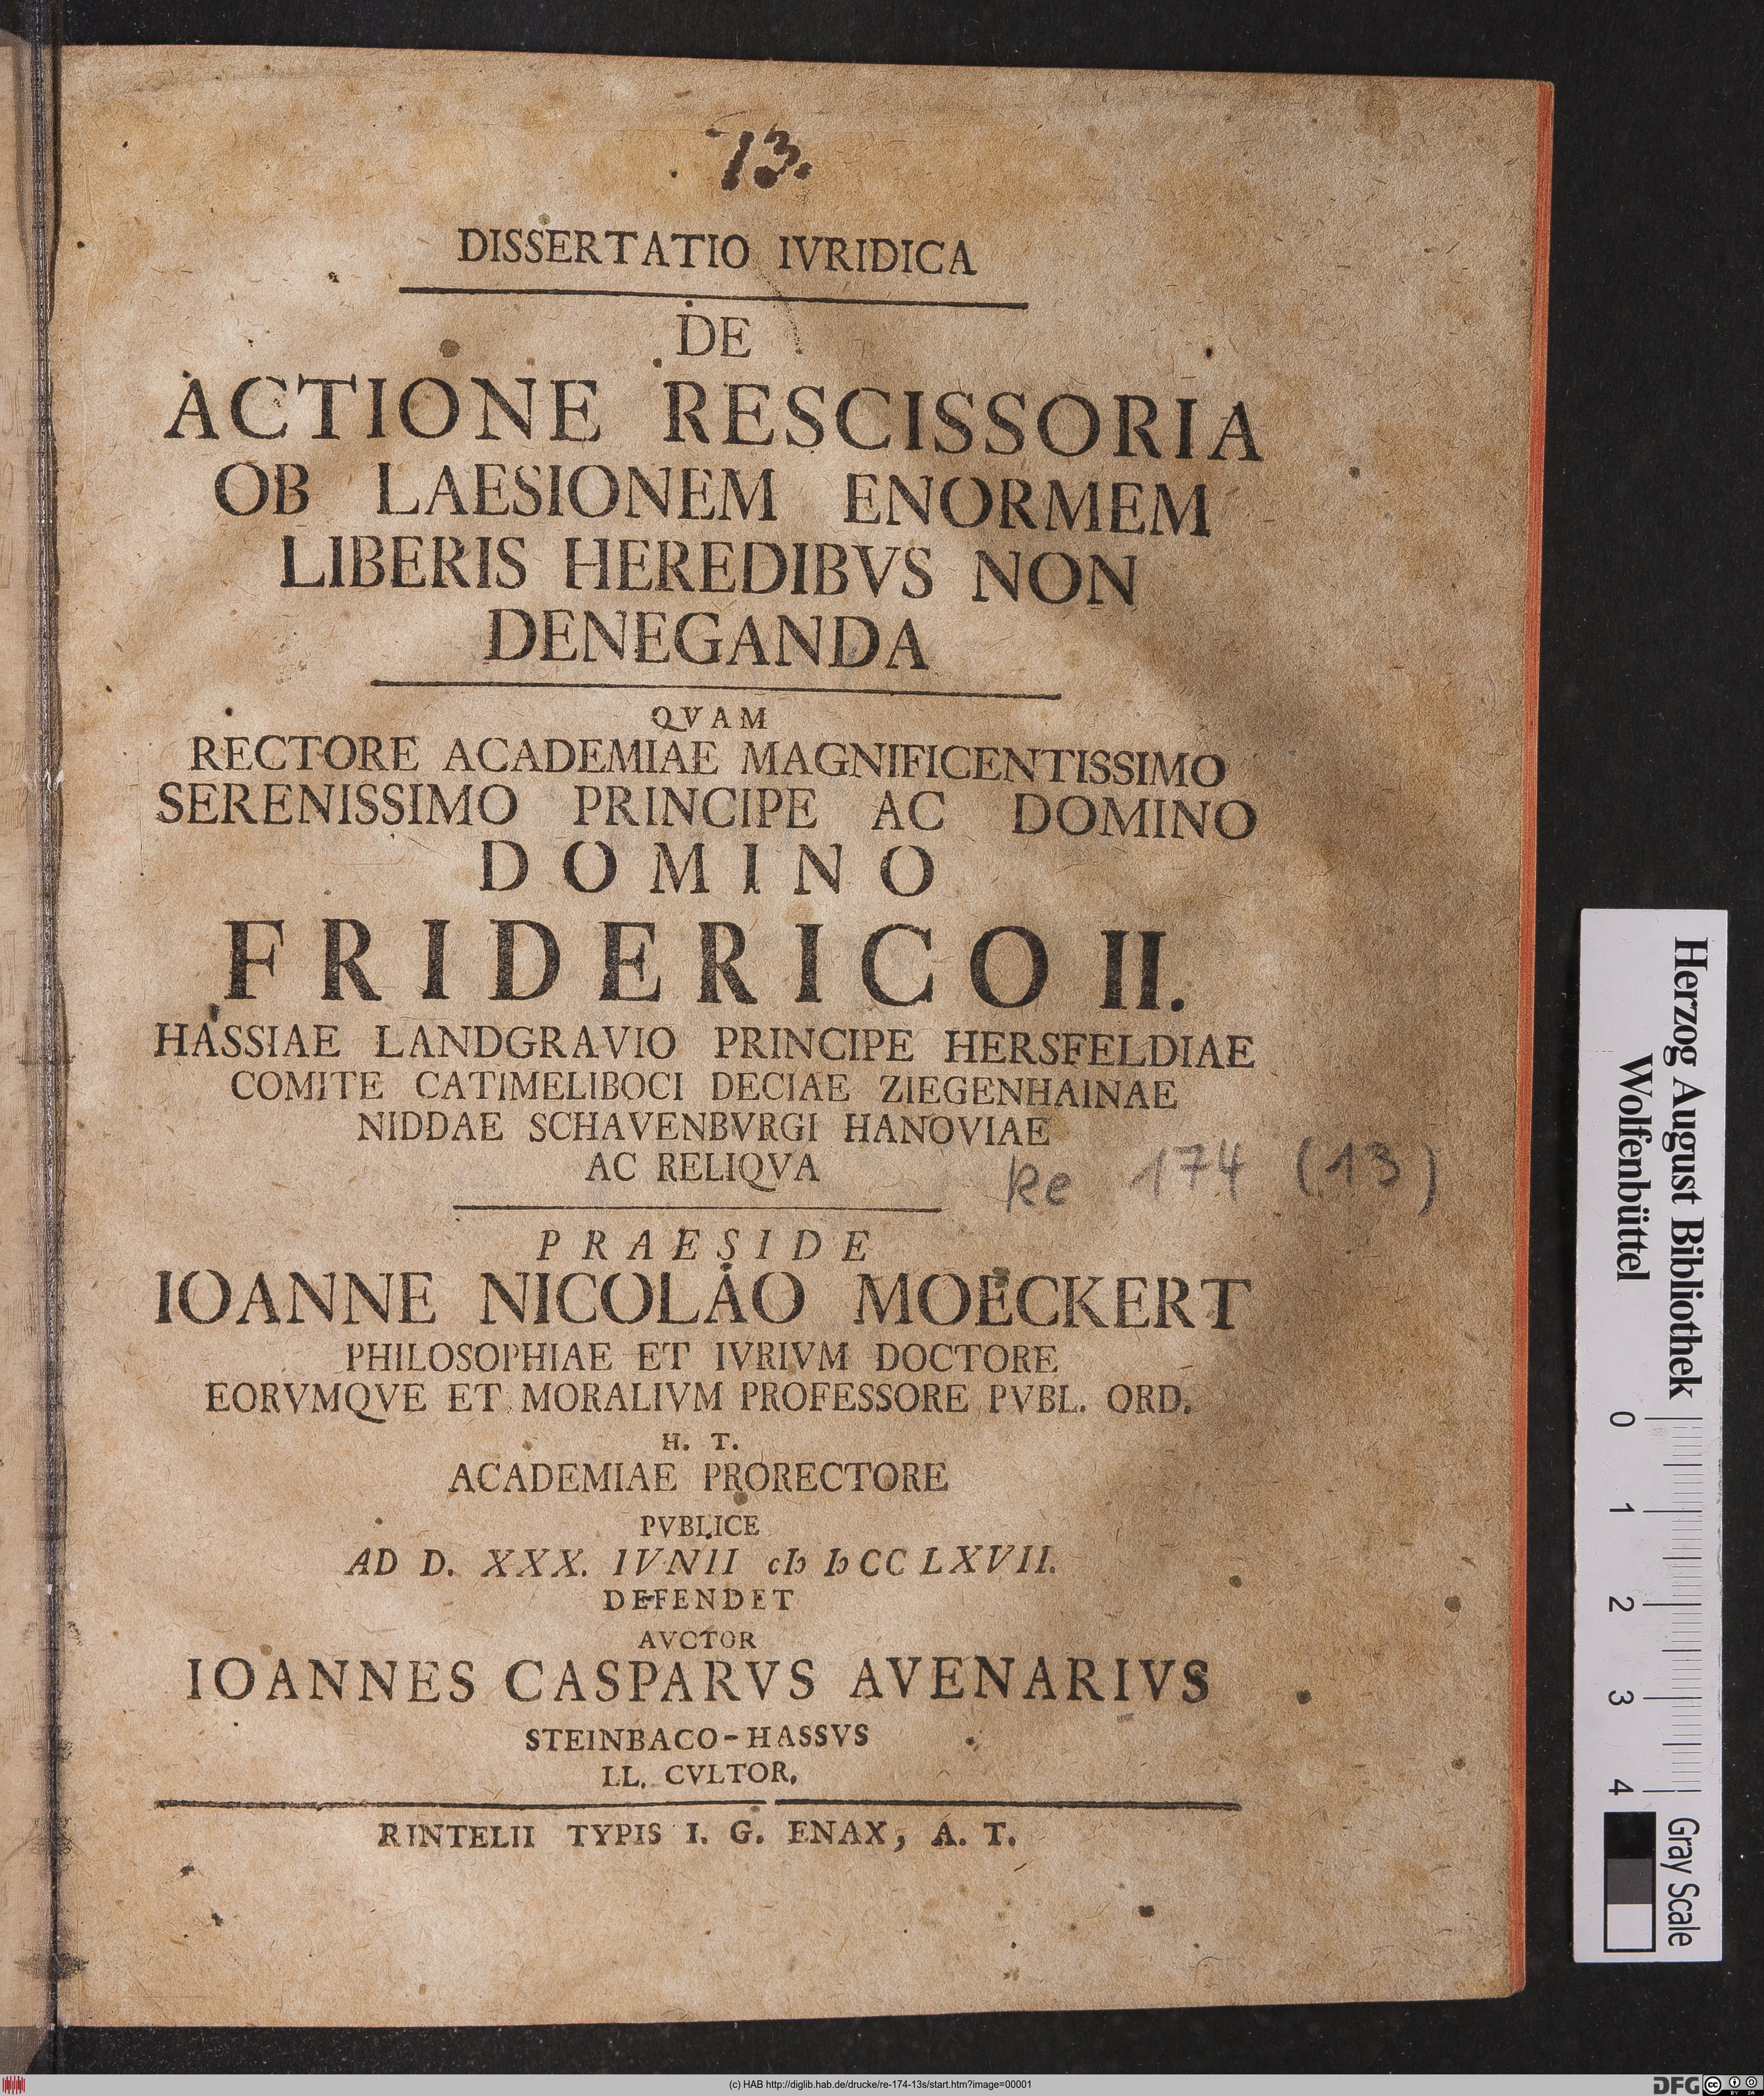 13.
DISSERTATIO IVRIDICA
DE
ACTIONE RESCISSORIA
OB LAESIONEM ENORMEM
LIBERIS HEREDIBVS NON
DENEGANDA
QVAM
RECTORE ACADEMIAE MAGNIFICENTISSIMO
SERENISSIMO PRINCIPE AC DOMINO
DOMINO
FRIDERICO II.
HASSIAE LANDGRAVIO PRINCIPE HERSFELDIAE
COMITE CATIMELIBOCI DECIAE ZIEGENHAINAE
NIDDAE SCHAVENBVRGI HANOVIAE
AC RELIQVA
Re 174 (13)
PRAESIDE
IOANNE NICOLAO MOECKERT
PHILOSOPHIAE ET IVRIVM DOCTORE
EORVMQVE ET MORALIVM PROFESSORE PVBL. ORD.
H. T.
ACADEMIAE PRORECTORE
PVBLICE
AD D. XXX. IVNII cIↄ IↄCC LXVII.
DEFENDET
AVCTOR
IOANNES CASPARVS AVENARIVS
STEINBACO-HASSVS
LL. CVLTOR.
RINTELII TYPIS I. G. ENAX, A. T.
Herzog August Bibliothek
Wolfenbüttel
0 1 2 3 4
Gray Scale
(c) HAB http://diglib.hab.de/drucke/re-174-13s/start.htm?image=00001
DFG
cc BY SA